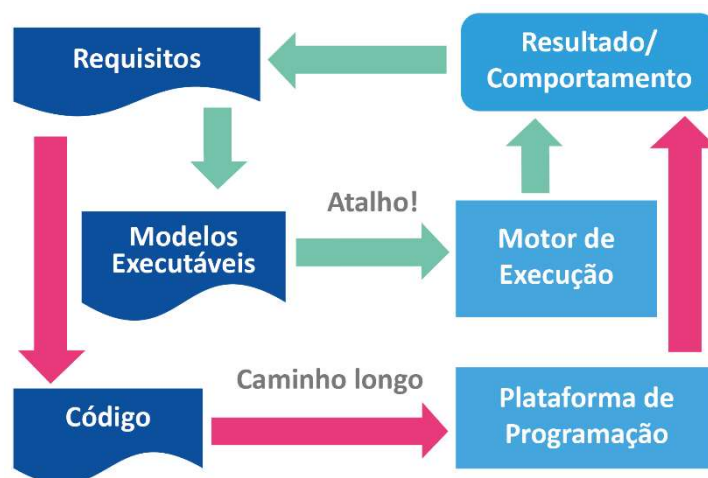 Requisitos
Resultado/
Comportamento
Atalho!
Modelos
Executáveis
Motor de
Execução
Caminho longo
Código
Plataforma de
Programação